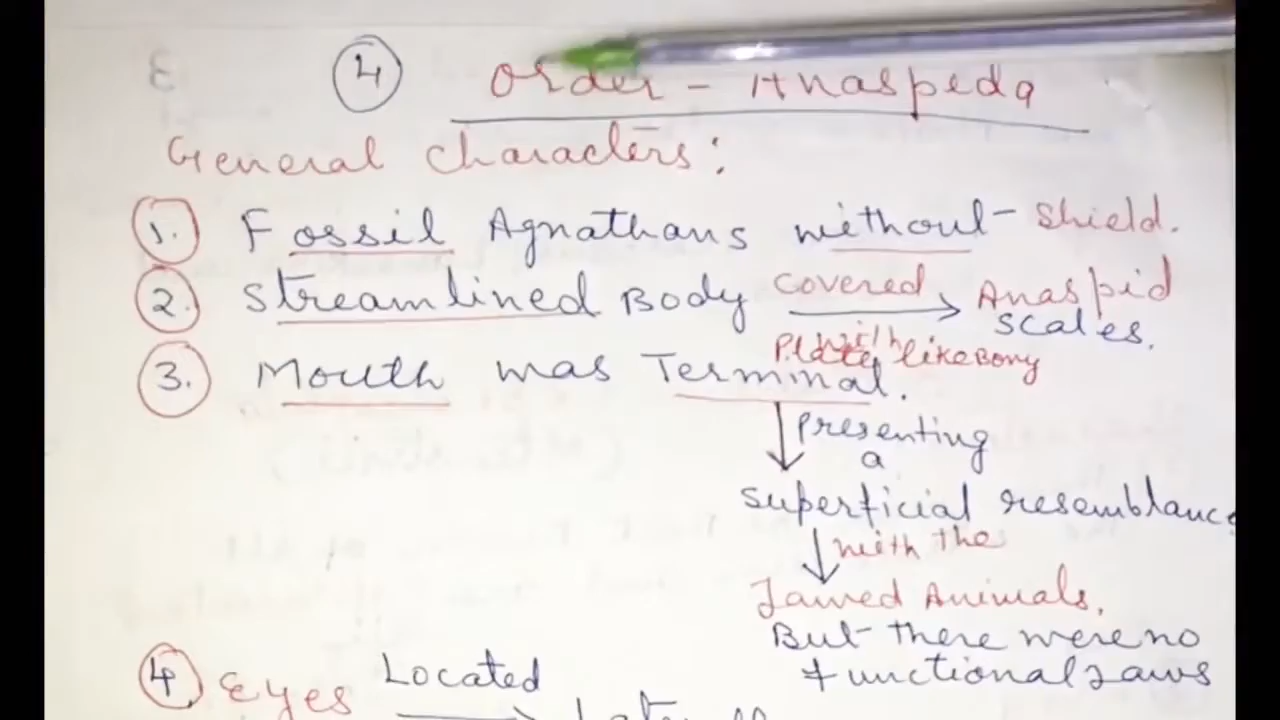 4 Order - Anaspeda
General characters:
1. Fossil Agnathans without shield.
2. Streamlined Body covered with Anaspid
scales.
Plate like Bony
3. Mouth was Terminal.
Presenting
a
superficial resemblance
with the
Jawed Animals.
But there were no
functional Jaws
4 Eyes Located